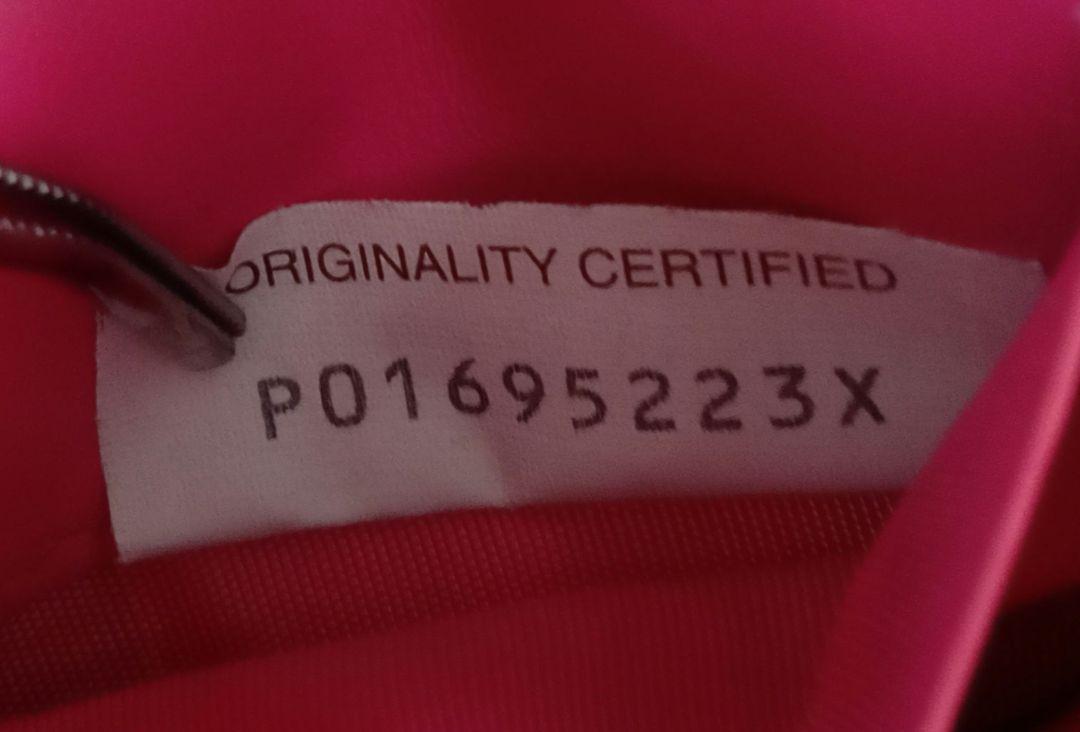 ORIGINALITY CERTIFIED
P01695223X